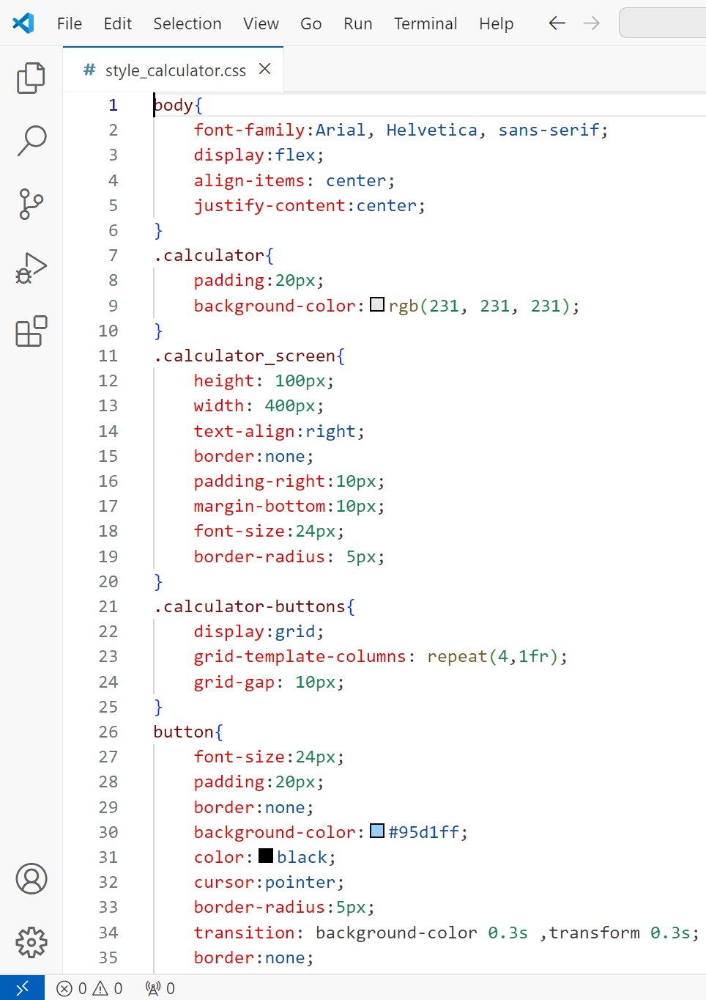 File Edit Selection View Go Run Terminal Help
# style_calculator.css
1 body{
2 font-family:Arial, Helvetica, sans-serif;
3 display:flex;
4 align-items: center;
5 justify-content:center;
6 }
7 .calculator{
8 padding:20px;
9 background-color: rgb(231, 231, 231);
10 }
11 .calculator_screen{
12 height: 100px;
13 width: 400px;
14 text-align:right;
15 border:none;
16 padding-right:10px;
17 margin-bottom:10px;
18 font-size:24px;
19 border-radius: 5px;
20 }
21 .calculator-buttons{
22 display:grid;
23 grid-template-columns: repeat(4,1fr);
24 grid-gap: 10px;
25 }
26 button{
27 font-size:24px;
28 padding:20px;
29 border:none;
30 background-color: #95d1ff;
31 color: black;
32 cursor:pointer;
33 border-radius:5px;
34 transition: background-color 0.3s ,transform 0.3s;
35 border:none;
0 0 0